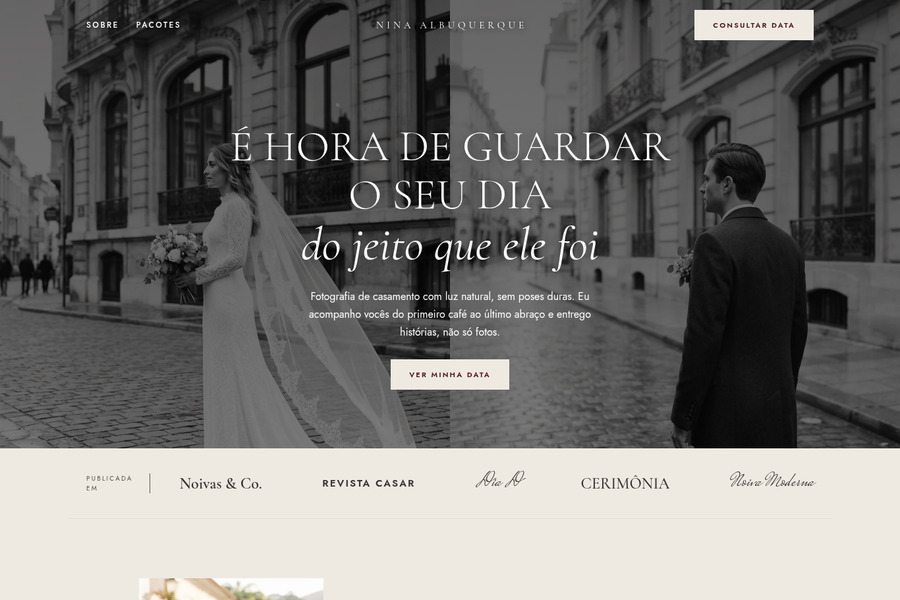 SOBRE PACOTES NINA ALBUQUERQUE CONSULTAR DATA
É HORA DE GUARDAR
O SEU DIA
do jeito que ele foi
Fotografia de casamento com luz natural, sem poses duras. Eu
acompanho vocês do primeiro café ao último abraço e entrego
histórias, não só fotos.
VER MINHA DATA
PUBLICADA
EM
Noivas & Co. REVISTA CASAR Dia D CERIMÔNIA Noiva Moderna